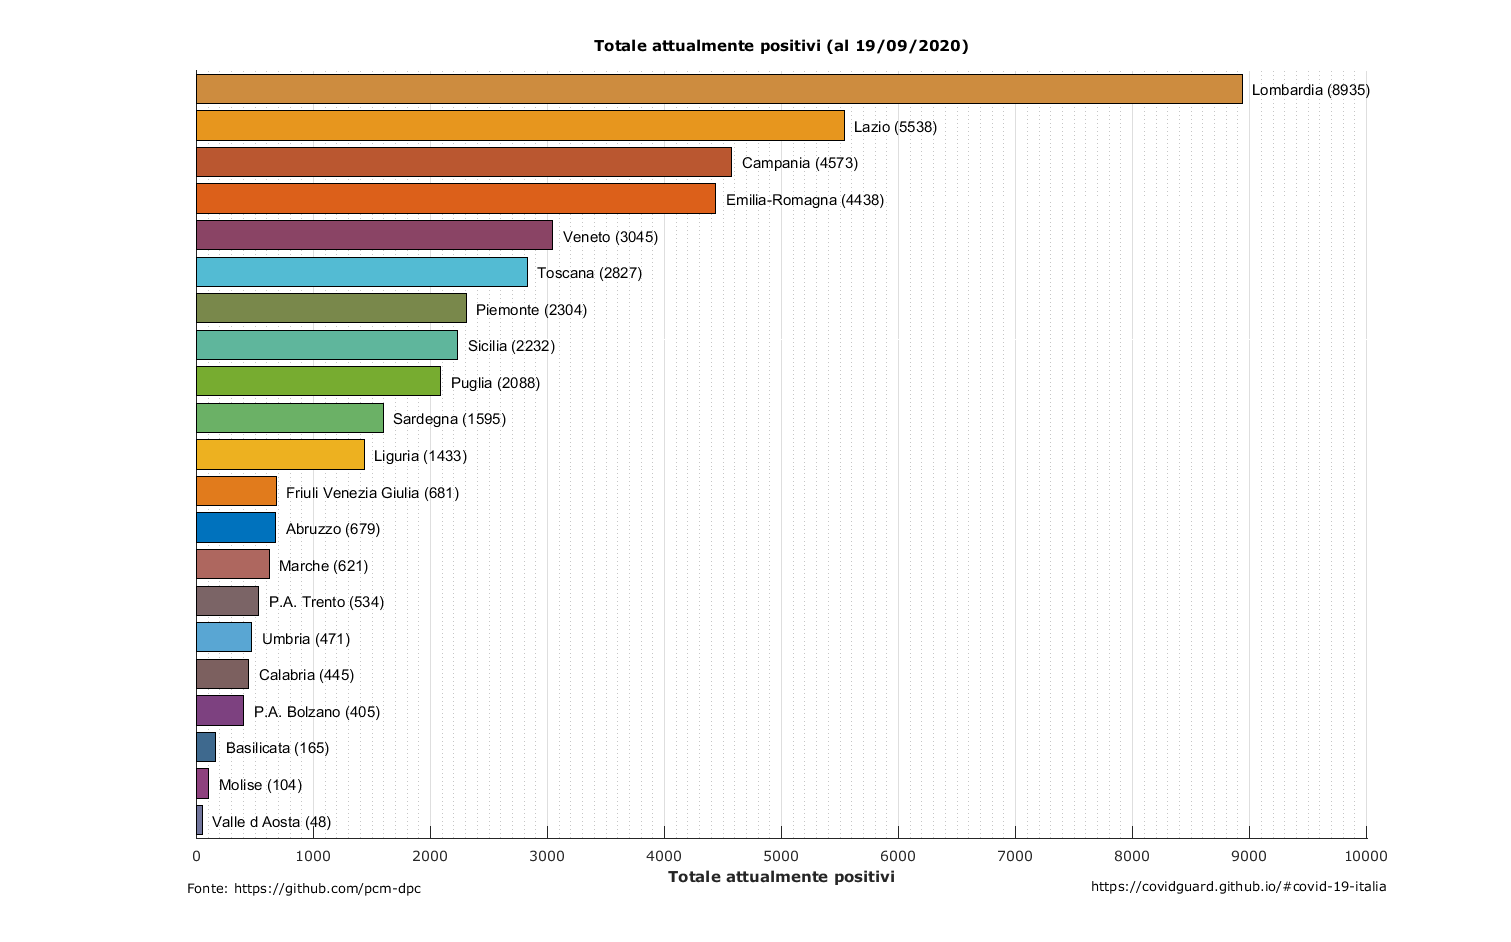 Totale attualmente positivi (al 19/09/2020)
Lombardia (8935)
Lazio (5538)
Campania (4573)
Emilia-Romagna (4438)
Veneto (3045)
Toscana (2827)
Piemonte (2304)
Sicilia (2232)
Puglia (2088)
Sardegna (1595)
Liguria (1433)
Friuli Venezia Giulia (681)
Abruzzo (679)
Marche (621)
P.A. Trento (534)
Umbria (471)
Calabria (445)
P.A. Bolzano (405)
Basilicata (165)
Molise (104)
Valle d Aosta (48)
0 1000 2000 3000 4000 5000 6000 7000 8000 9000 10000
Totale attualmente positivi
Fonte: https://github.com/pcm-dpc
https://covidguard.github.io/#covid-19-italia